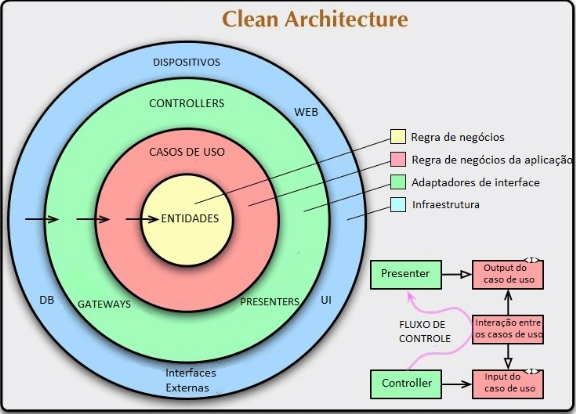 Clean Architecture
DISPOSITIVOS
CONTROLLERS
WEB
CASOS DE USO
ENTIDADES
DB
GATEWAYS
PRESENTERS
UI
Interfaces
Externas
Regra de negócios
Regra de negócios da aplicação
Adaptadores de interface
Infraestrutura
Presenter
Output do
caso de uso
<I>
FLUXO DE
CONTROLE
Interação entre
os casos de uso
Controller
Input do
caso de uso
<I>